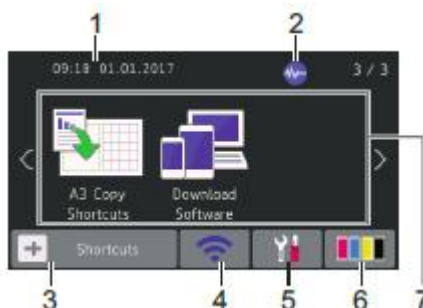 1 2
09:18 01.01.2017 3 / 3
A3 Copy Shortcuts
Download Software
+ Shortcuts
3 4 5 6 7